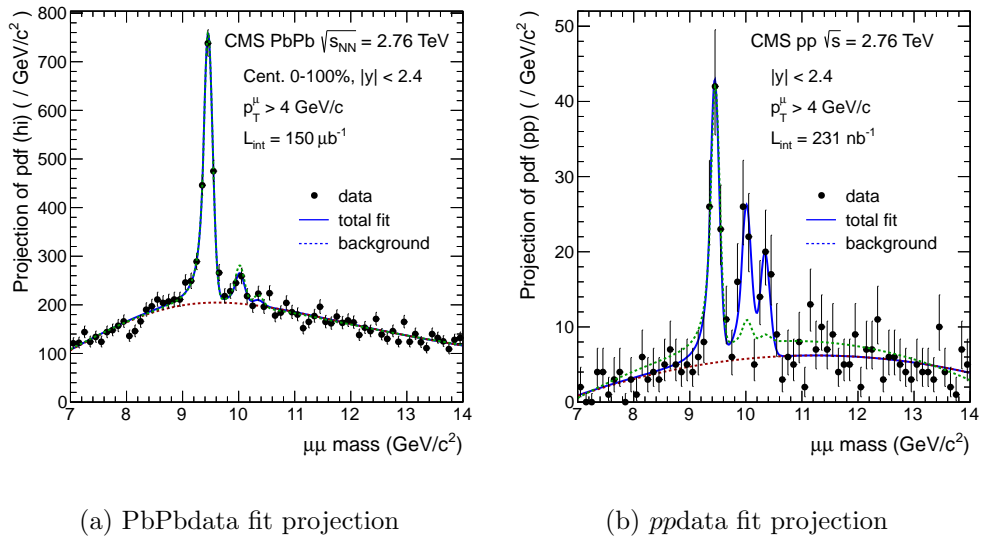 Projection of pdf (hi) ( / GeV/c²)
800
700
600
500
400
300
200
100
0
CMS PbPb √s_NN = 2.76 TeV
Cent. 0-100%, |y| < 2.4
p_T^μ > 4 GeV/c
L_int = 150 μb⁻¹
data
total fit
background
7 8 9 10 11 12 13 14
μμ mass (GeV/c²)
(a) PbPbdata fit projection
Projection of pdf (pp) ( / GeV/c²)
50
40
30
20
10
0
CMS pp √s = 2.76 TeV
|y| < 2.4
p_T^μ > 4 GeV/c
L_int = 231 nb⁻¹
data
total fit
background
7 8 9 10 11 12 13 14
μμ mass (GeV/c²)
(b) ppdata fit projection